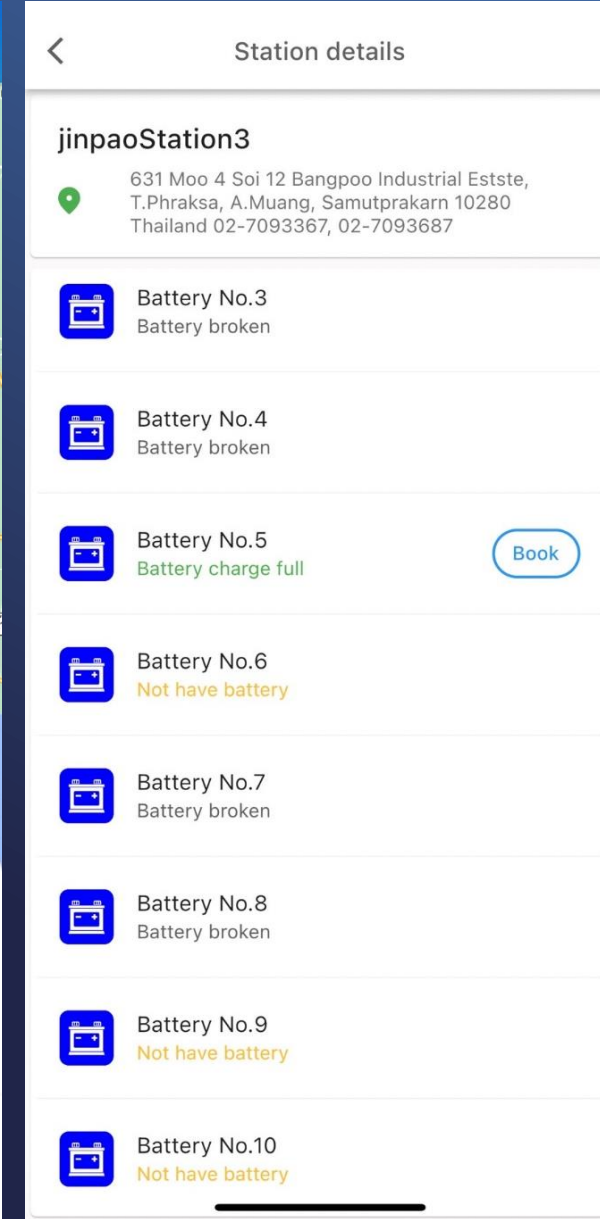 Station details
jinpaoStation3
631 Moo 4 Soi 12 Bangpoo Industrial Estste,
T.Phraksa, A.Muang, Samutprakarn 10280
Thailand 02-7093367, 02-7093687
Battery No.3
Battery broken
Battery No.4
Battery broken
Battery No.5
Battery charge full
Book
Battery No.6
Not have battery
Battery No.7
Battery broken
Battery No.8
Battery broken
Battery No.9
Not have battery
Battery No.10
Not have battery